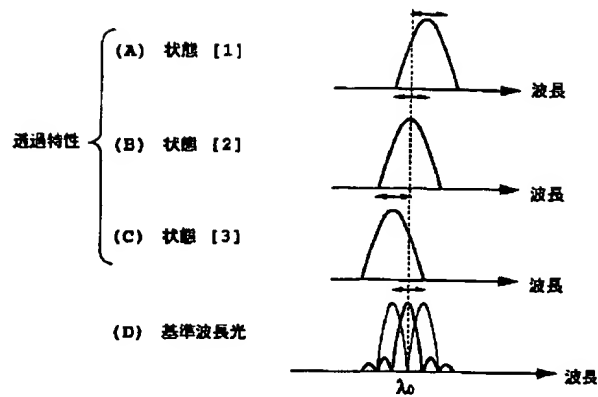 (A) 状態 [1]
波長
透過特性
(B) 状態 [2]
波長
(C) 状態 [3]
波長
(D) 基準波長光
波長
λ0